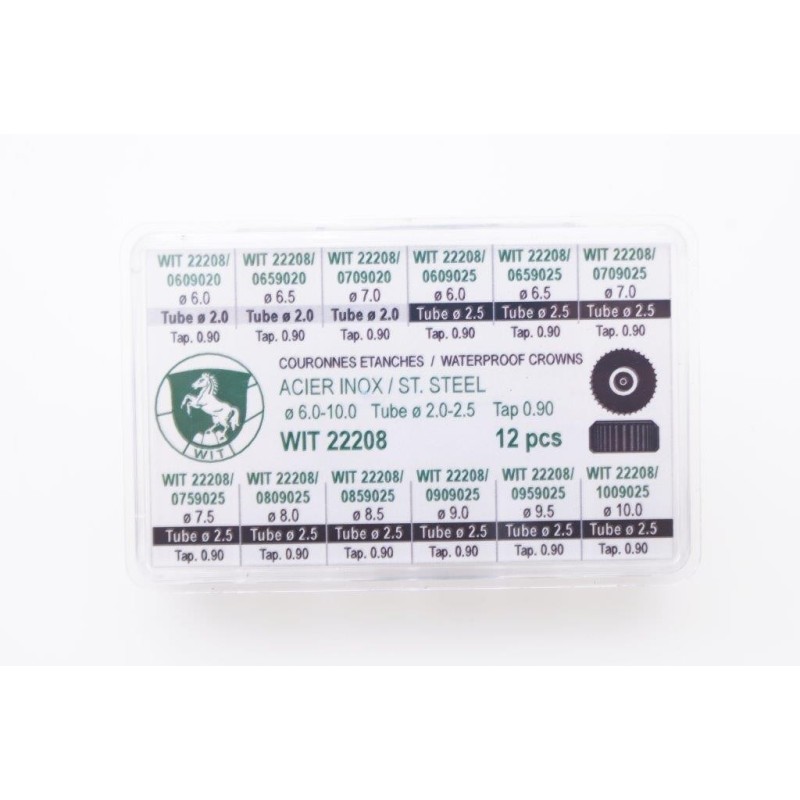 WIT 22208/ WIT 22208/ WIT 22208/ WIT 22208/ WIT 22208/ WIT 22208/
0609020 0659020 0709020 0609025 0659025 0709025
ø 6.0 ø 6.5 ø 7.0 ø 6.0 ø 6.5 ø 7.0
Tube ø 2.0 Tube ø 2.0 Tube ø 2.0 Tube ø 2.5 Tube ø 2.5 Tube ø 2.5
Tap. 0.90 Tap. 0.90 Tap. 0.90 Tap. 0.90 Tap. 0.90 Tap. 0.90
WIT
COURONNES ETANCHES / WATERPROOF CROWNS
ACIER INOX / ST. STEEL
ø 6.0-10.0 Tube ø 2.0-2.5 Tap 0.90
WIT 22208 12 pcs
WIT 22208/ WIT 22208/ WIT 22208/ WIT 22208/ WIT 22208/ WIT 22208/
0759025 0809025 0859025 0909025 0959025 1009025
ø 7.5 ø 8.0 ø 8.5 ø 9.0 ø 9.5 ø 10.0
Tube ø 2.5 Tube ø 2.5 Tube ø 2.5 Tube ø 2.5 Tube ø 2.5 Tube ø 2.5
Tap. 0.90 Tap. 0.90 Tap. 0.90 Tap. 0.90 Tap. 0.90 Tap. 0.90